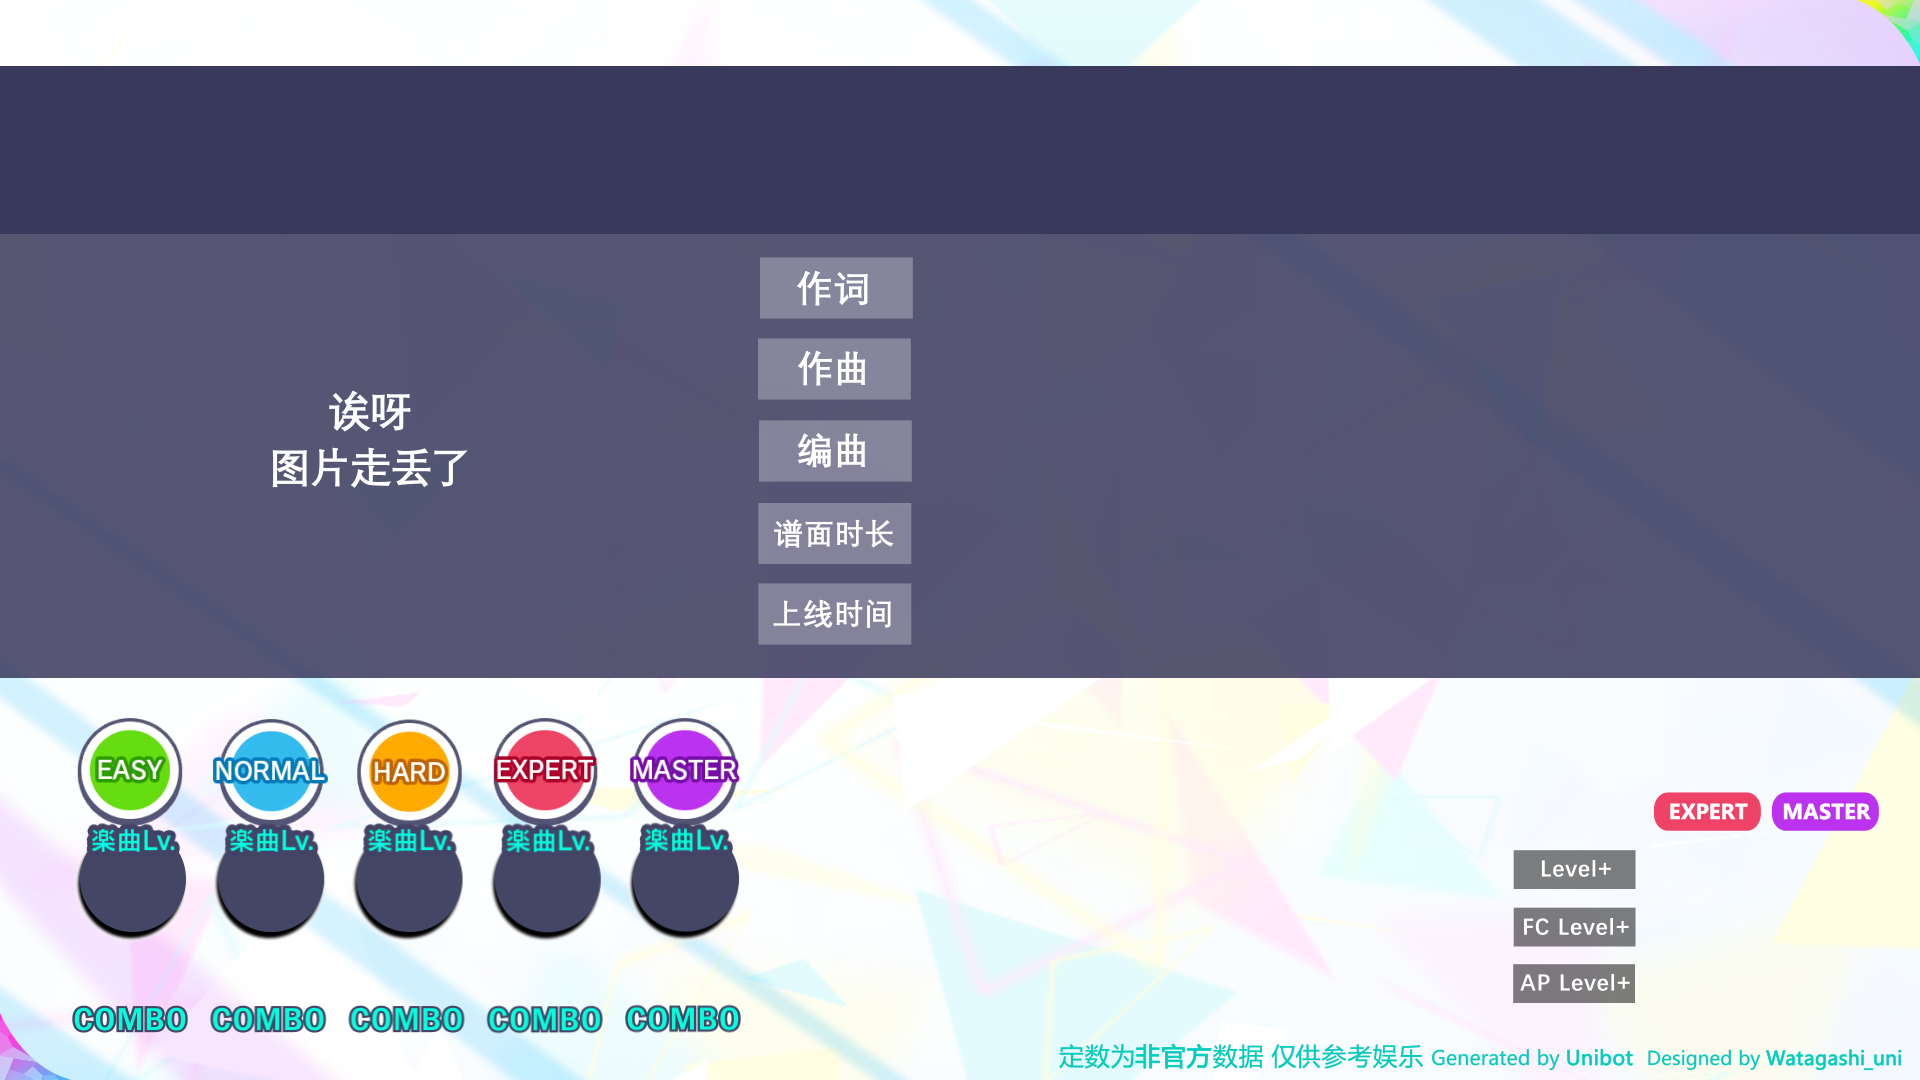 诶呀
图片走丢了
作词
作曲
编曲
谱面时长
上线时间
EASY NORMAL HARD EXPERT MASTER
楽曲Lv. 楽曲Lv. 楽曲Lv. 楽曲Lv. 楽曲Lv.
COMBO COMBO COMBO COMBO COMBO
EXPERT MASTER
Level+
FC Level+
AP Level+
定数为非官方数据 仅供参考娱乐 Generated by Unibot Designed by Watagashi_uni